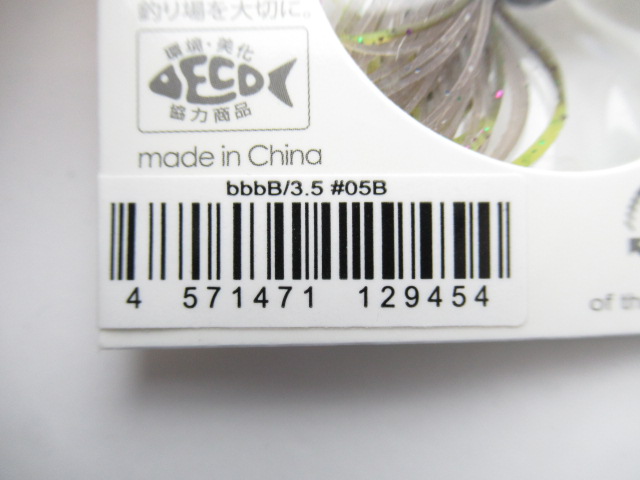 釣り場を大切に。
環境・美化
ECO
協力商品
made in China
bbbB/3.5 #05B
4 571471 129454
of th